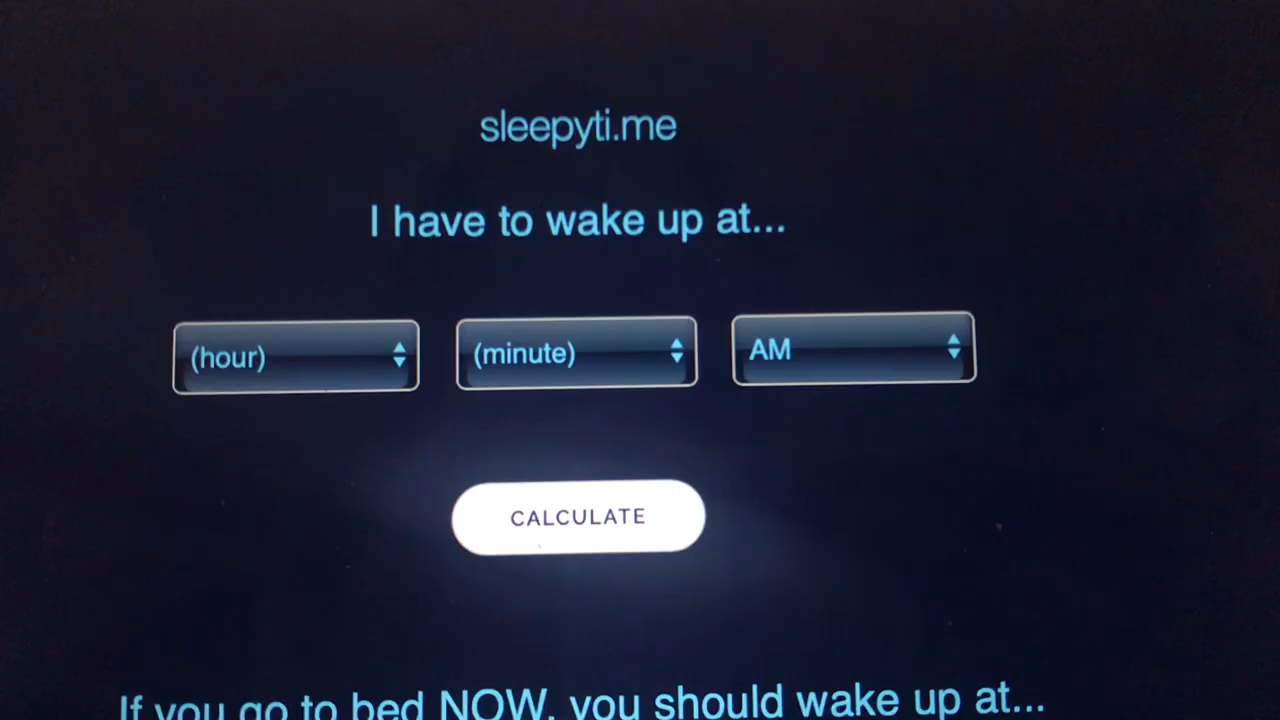 sleepyti.me
I have to wake up at...
(hour) (minute) AM
CALCULATE
If you go to bed NOW, you should wake up at...